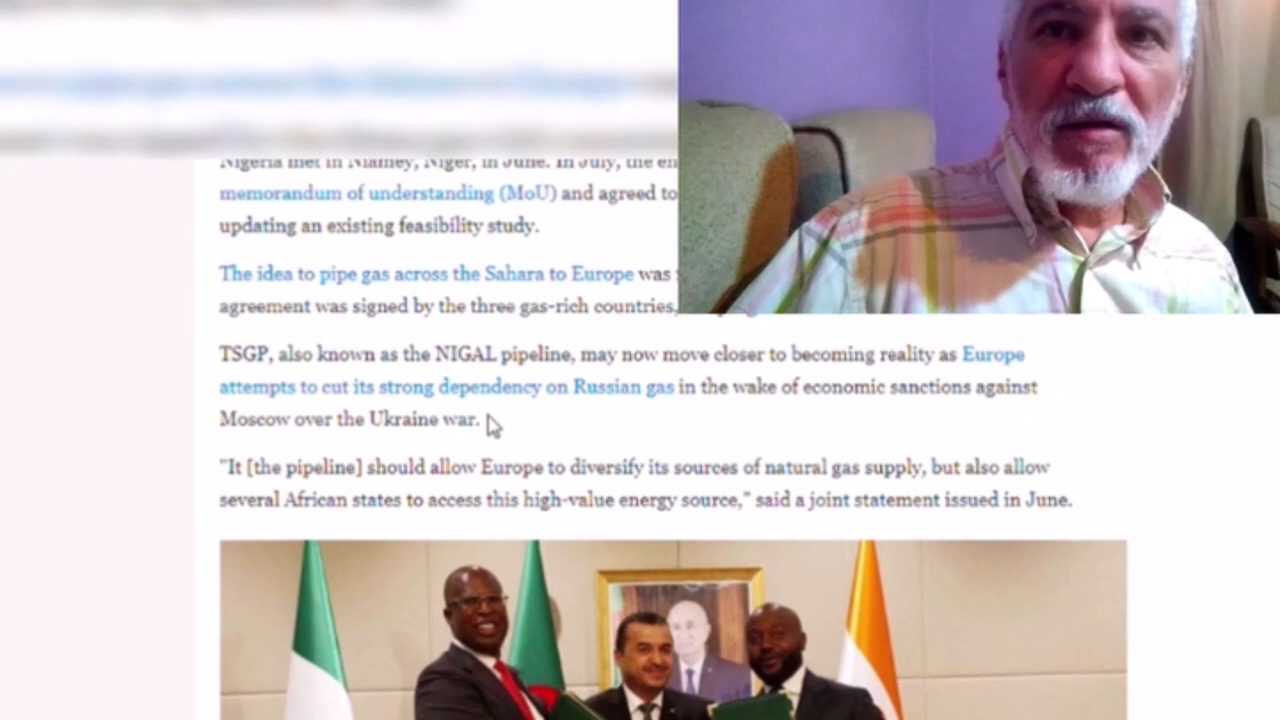 Nigeria met in Niamey, Niger, in June. In July, the en
memorandum of understanding (MoU) and agreed to
updating an existing feasibility study.
The idea to pipe gas across the Sahara to Europe was
agreement was signed by the three gas-rich countries,
TSGP, also known as the NIGAL pipeline, may now move closer to becoming reality as Europe
attempts to cut its strong dependency on Russian gas in the wake of economic sanctions against
Moscow over the Ukraine war.
"It [the pipeline] should allow Europe to diversify its sources of natural gas supply, but also allow
several African states to access this high-value energy source," said a joint statement issued in June.